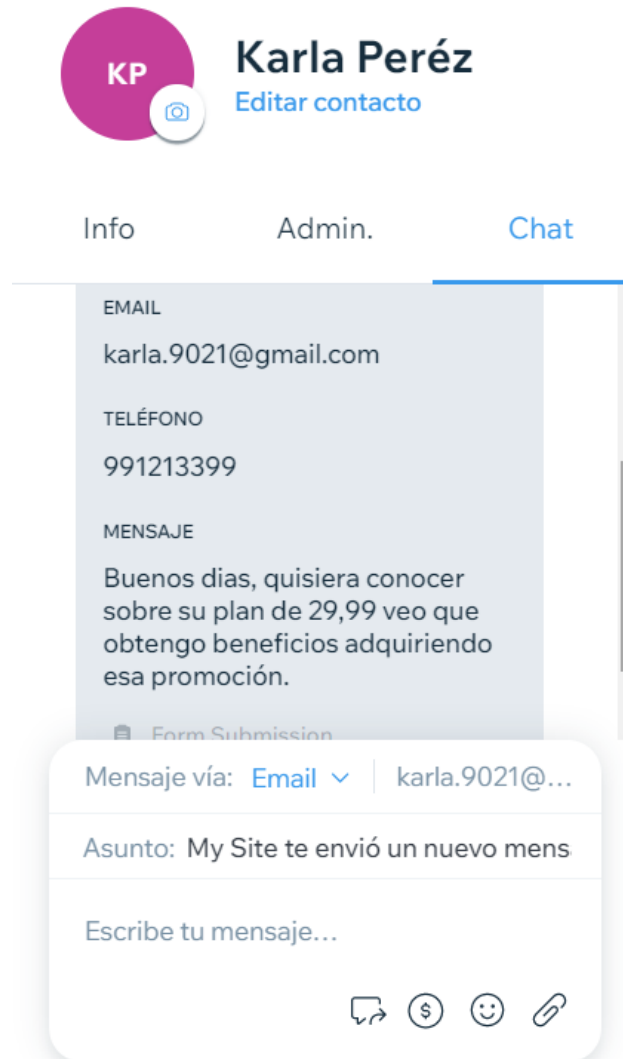 KP
Karla Peréz
Editar contacto
Info Admin. Chat
EMAIL
karla.9021@gmail.com
TELÉFONO
991213399
MENSAJE
Buenos dias, quisiera conocer
sobre su plan de 29,99 veo que
obtengo beneficios adquiriendo
esa promoción.
Form Submission
Mensaje vía: Email karla.9021@...
Asunto: My Site te envió un nuevo mens
Escribe tu mensaje...